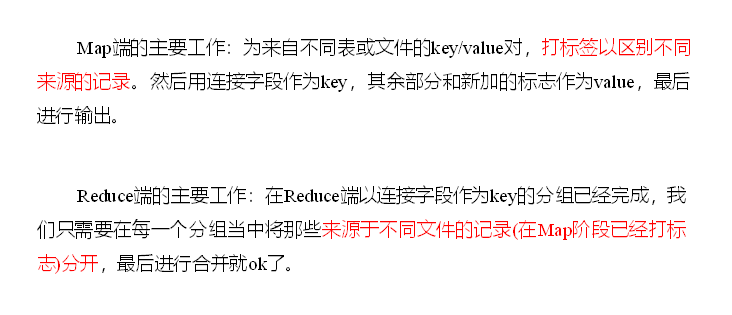 Map端的主要工作：为来自不同表或文件的key/value对，打标签以区别不同
来源的记录。然后用连接字段作为key，其余部分和新加的标志作为value，最后
进行输出。
Reduce端的主要工作：在Reduce端以连接字段作为key的分组已经完成，我
们只需要在每一个分组当中将那些来源于不同文件的记录(在Map阶段已经打标
志)分开，最后进行合并就ok了。